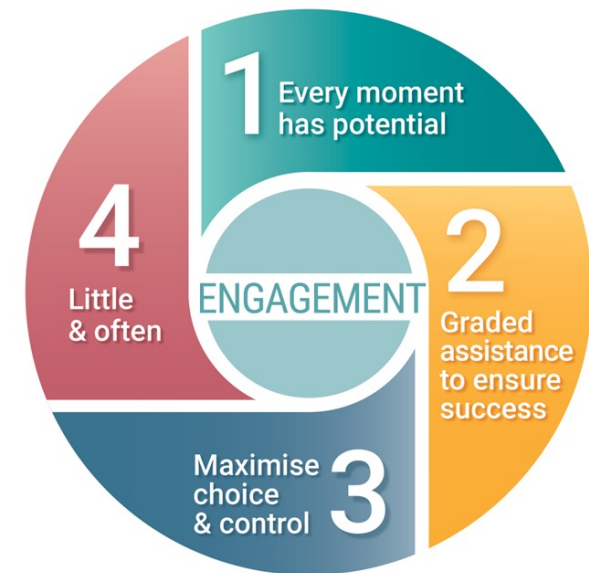 1
Every moment
has potential
2
Graded
assistance
to ensure
success
3
Maximise
choice
& control
4
Little
& often
ENGAGEMENT